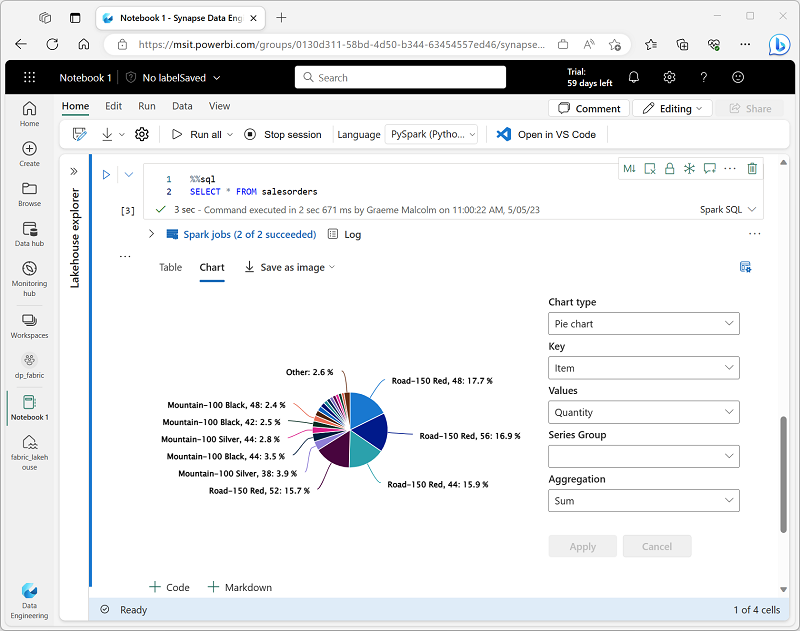 Notebook 1 - Synapse Data Eng
https://msit.powerbi.com/groups/0130d311-58bd-4d50-b344-63454557ed46/synapse...
Notebook 1
No label
Saved
Search
Trial:
59 days left
Home
Edit
Run
Data
View
Comment
Editing
Share
Run all
Stop session
Language
PySpark (Pytho...
Open in VS Code
Home
Create
Browse
Data hub
Monitoring
hub
Workspaces
dp_fabric
Notebook 1
fabric_lakeh
ouse
Data
Engineering
Lakehouse explorer
M↓
1 %%sql
2 SELECT * FROM salesorders
[3]
3 sec - Command executed in 2 sec 671 ms by Graeme Malcolm on 11:00:22 AM, 5/05/23
Spark SQL
Spark jobs (2 of 2 succeeded)
Log
Table
Chart
Save as image
Other: 2.6 %
Road-150 Red, 48: 17.7 %
Mountain-100 Black, 48: 2.4 %
Mountain-100 Black, 42: 2.5 %
Road-150 Red, 56: 16.9 %
Mountain-100 Silver, 44: 2.8 %
Mountain-100 Black, 44: 3.5 %
Mountain-100 Silver, 38: 3.9 %
Road-150 Red, 44: 15.9 %
Road-150 Red, 52: 15.7 %
Chart type
Pie chart
Key
Item
Values
Quantity
Series Group
Aggregation
Sum
Apply
Cancel
+ Code
+ Markdown
Ready
1 of 4 cells